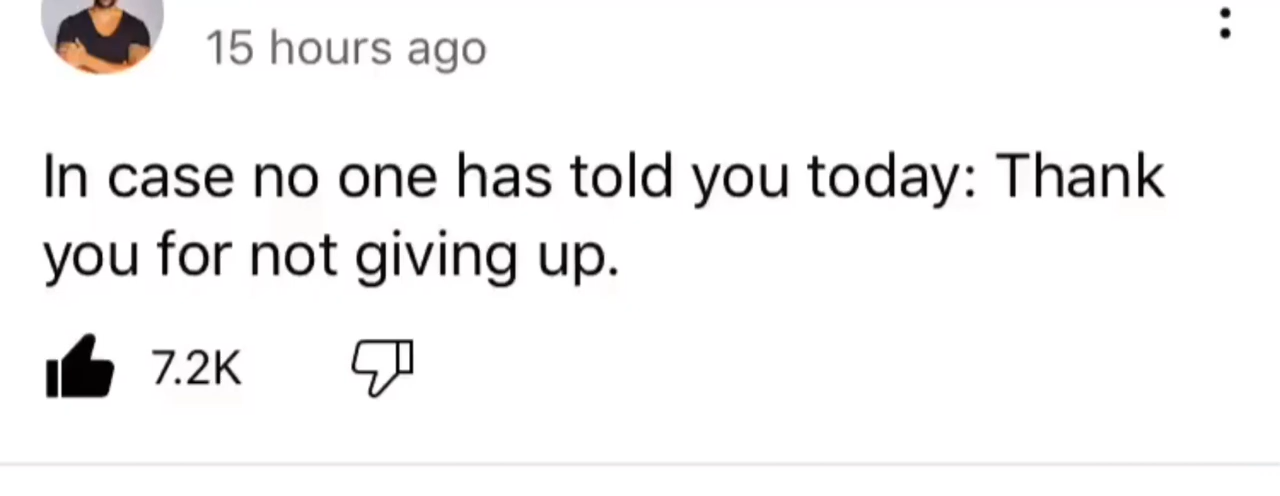 15 hours ago
In case no one has told you today: Thank
you for not giving up.
7.2K